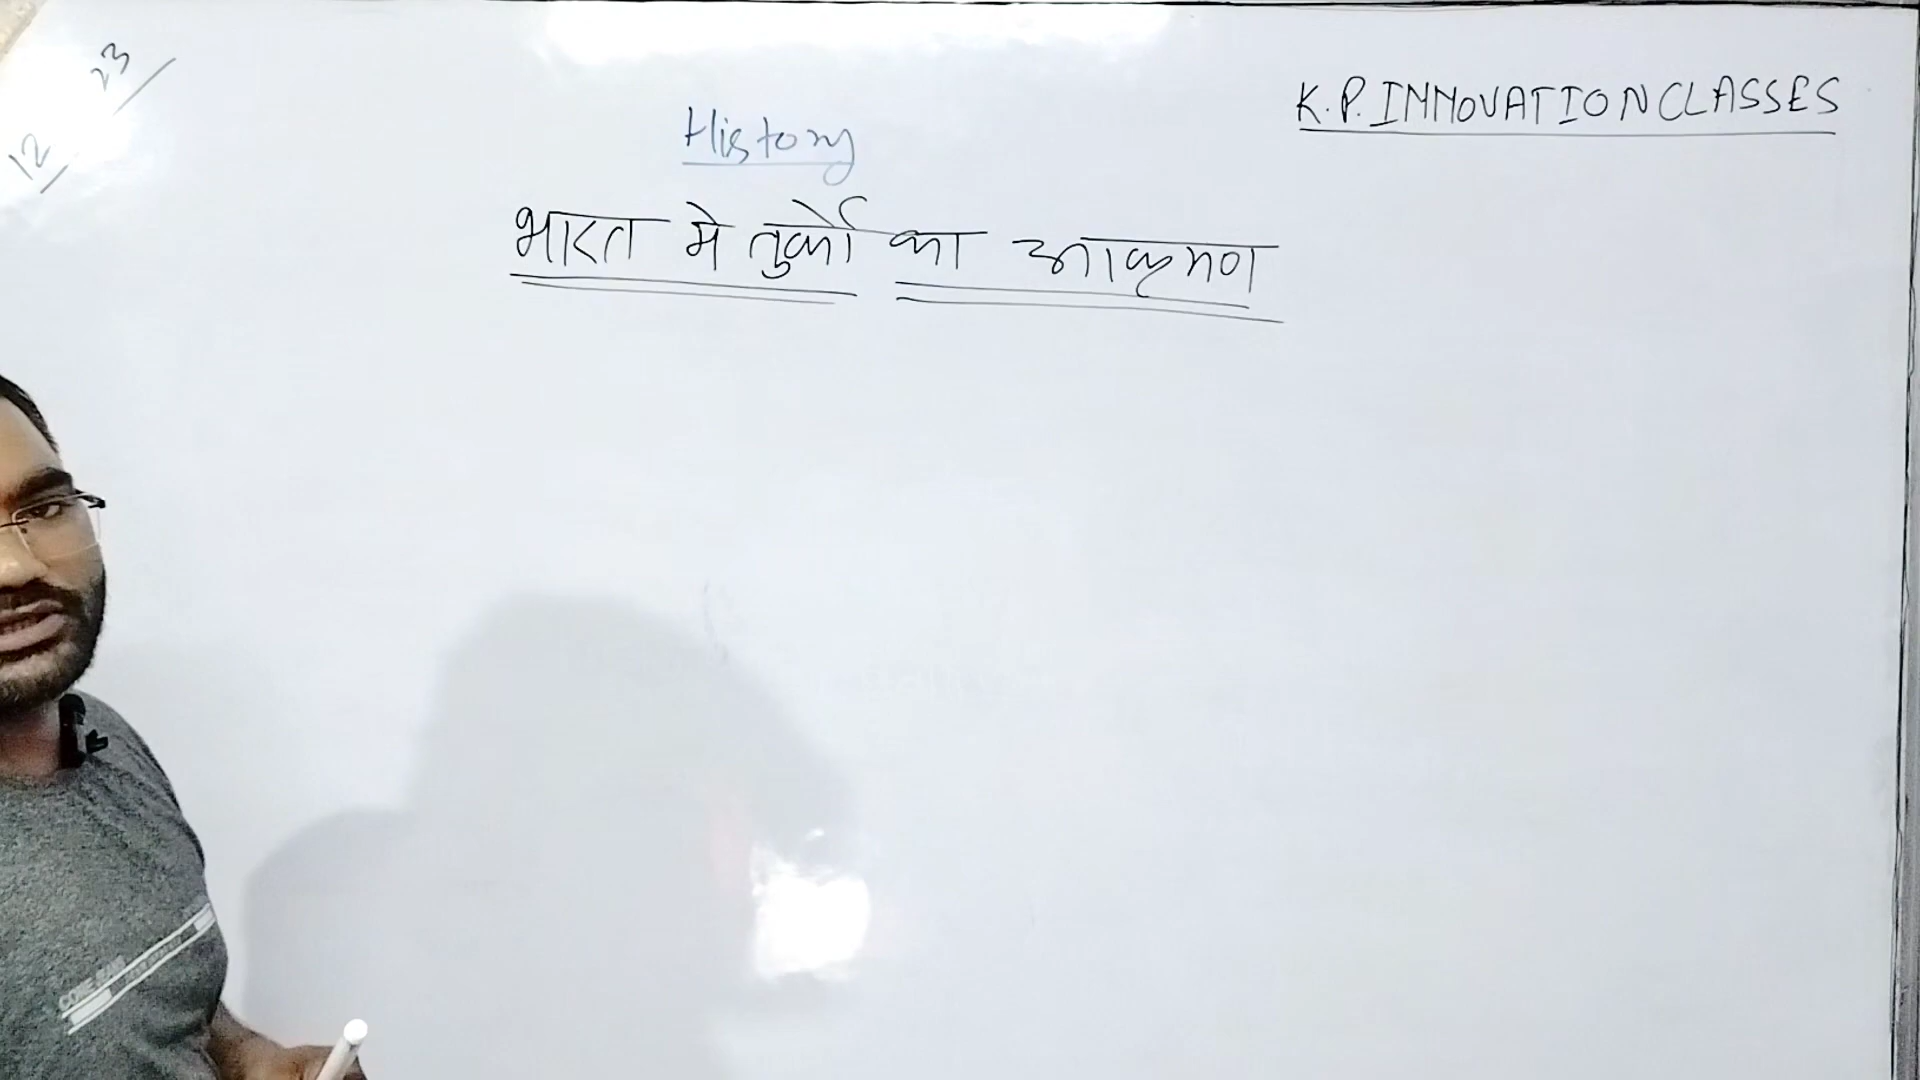 12 23
K.P. INNOVATION CLASSES
History
भारत मे तुर्को का आक्रमण